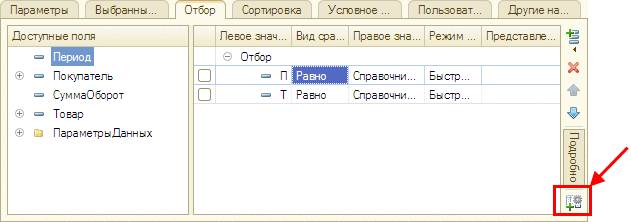 Параметры
Выбранны...
Отбор
Сортировка
Условное ...
Пользоват...
Другие на...
Доступные поля
Период
Покупатель
СуммаОборот
Товар
ПараметрыДанных
Левое знач... Вид сра... Правое зна... Режим ... Представле...
Отбор
П Равно Справочни... Быстр...
Т Равно Справочни... Быстр...
Подробно